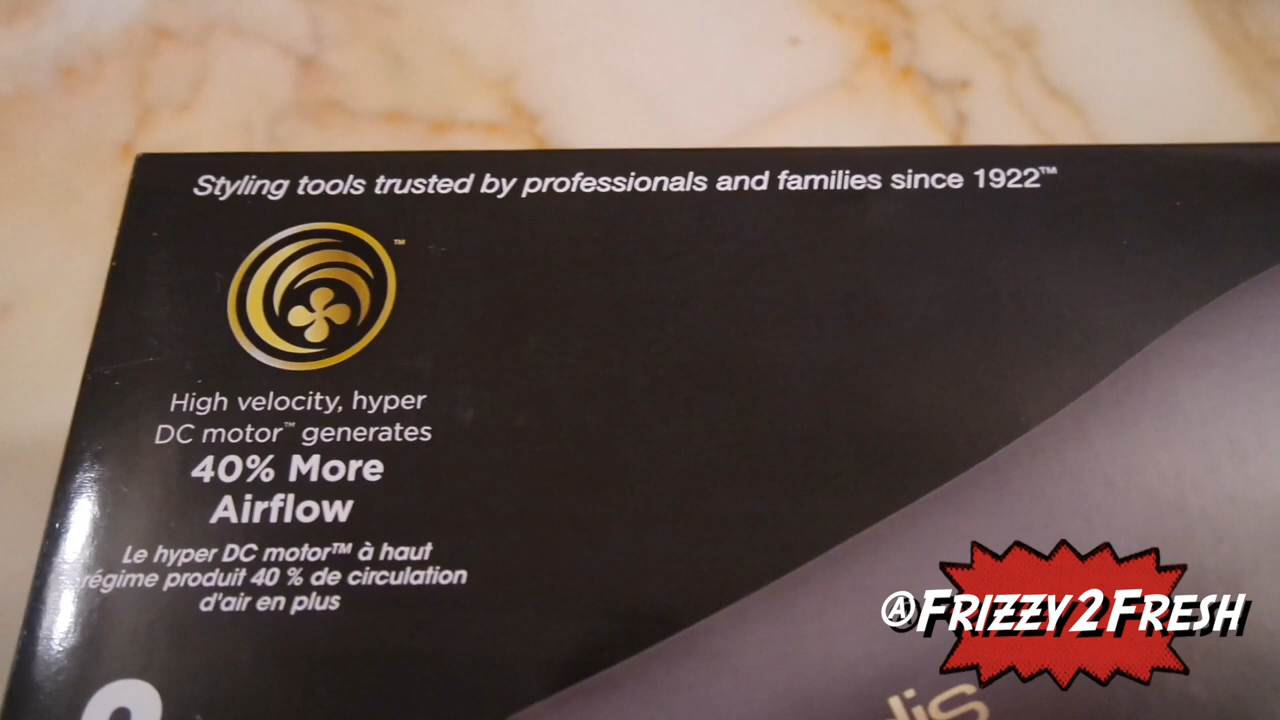 Styling tools trusted by professionals and families since 1922™
™
High velocity, hyper
DC motor™ generates
40% More
Airflow
Le hyper DC motor™ à haut
régime produit 40 % de circulation
d'air en plus
@Frizzy2Fresh